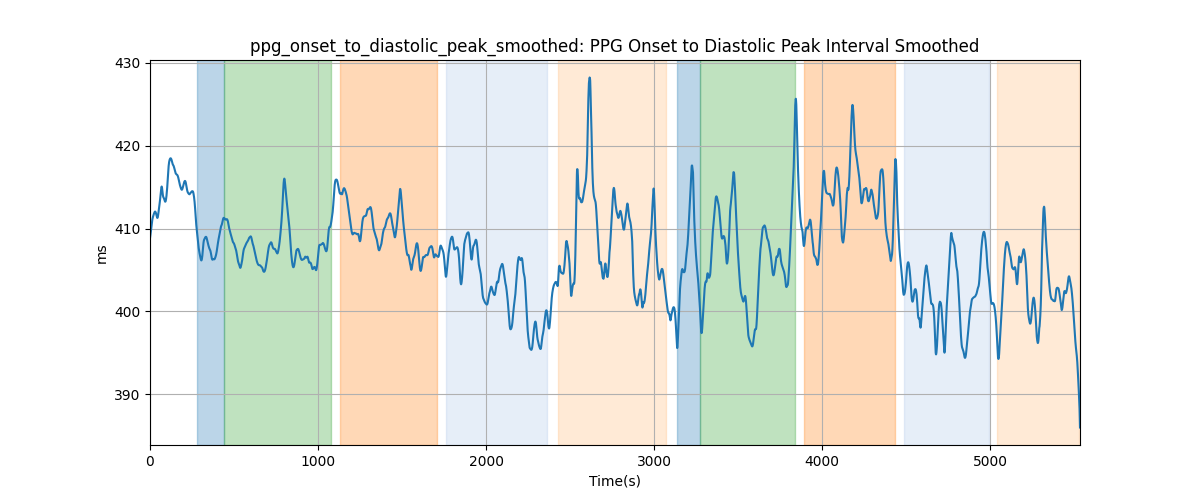 ppg_onset_to_diastolic_peak_smoothed: PPG Onset to Diastolic Peak Interval Smoothed
430
420
410
400
390
ms
0 1000 2000 3000 4000 5000
Time(s)